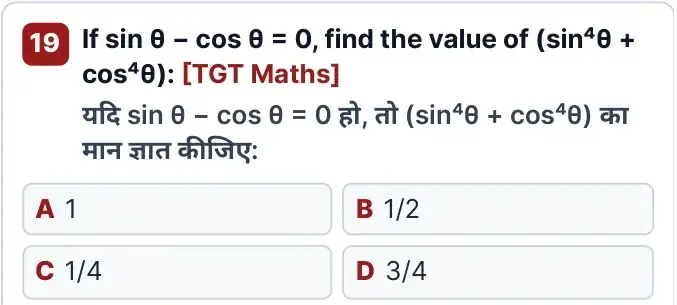 19 If sin θ – cos θ = 0, find the value of (sin⁴θ +
cos⁴θ): [TGT Maths]
यदि sin θ – cos θ = 0 हो, तो (sin⁴θ + cos⁴θ) का
मान ज्ञात कीजिए:
A 1
B 1/2
C 1/4
D 3/4